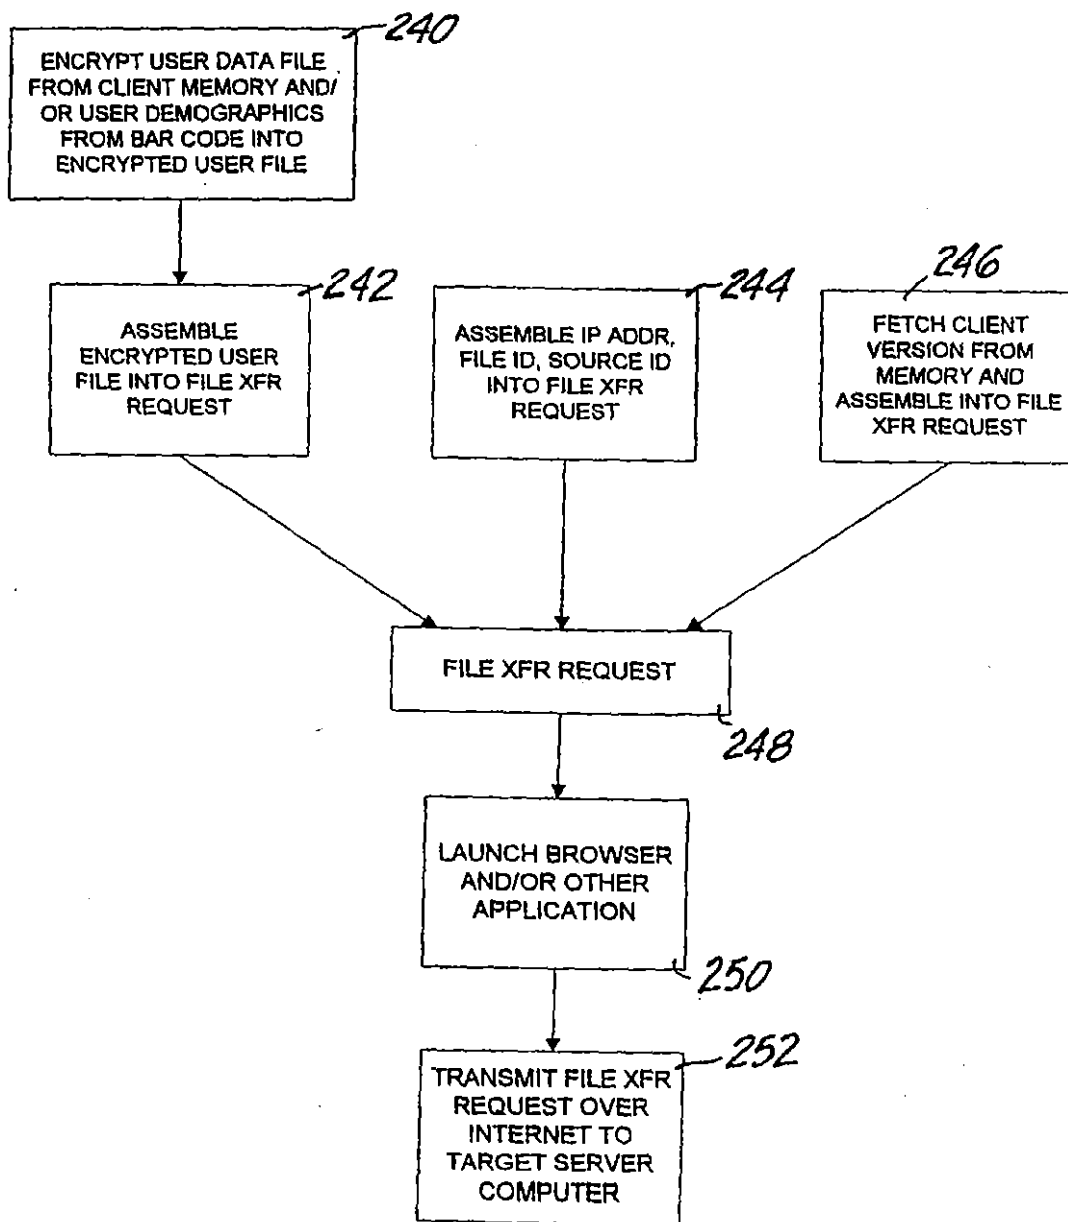 240
ENCRYPT USER DATA FILE
FROM CLIENT MEMORY AND/
OR USER DEMOGRAPHICS
FROM BAR CODE INTO
ENCRYPTED USER FILE
242
ASSEMBLE
ENCRYPTED USER
FILE INTO FILE XFR
REQUEST
244
ASSEMBLE IP ADDR,
FILE ID, SOURCE ID
INTO FILE XFR
REQUEST
246
FETCH CLIENT
VERSION FROM
MEMORY AND
ASSEMBLE INTO FILE
XFR REQUEST
FILE XFR REQUEST
248
LAUNCH BROWSER
AND/OR OTHER
APPLICATION
250
252
TRANSMIT FILE XFR
REQUEST OVER
INTERNET TO
TARGET SERVER
COMPUTER